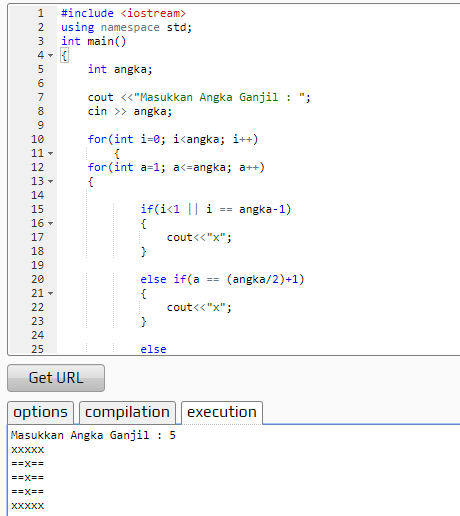 1 #include <iostream>
2 using namespace std;
3 int main()
4 {
5 int angka;
6
7 cout <<"Masukkan Angka Ganjil : ";
8 cin >> angka;
9
10 for(int i=0; i<angka; i++)
11 {
12 for(int a=1; a<=angka; a++)
13 {
14
15 if(i<1 || i == angka-1)
16 {
17 cout<<"x";
18 }
19
20 else if(a == (angka/2)+1)
21 {
22 cout<<"x";
23 }
24
25 else
Get URL
options compilation execution
Masukkan Angka Ganjil : 5
xxxxx
==x==
==x==
==x==
xxxxx